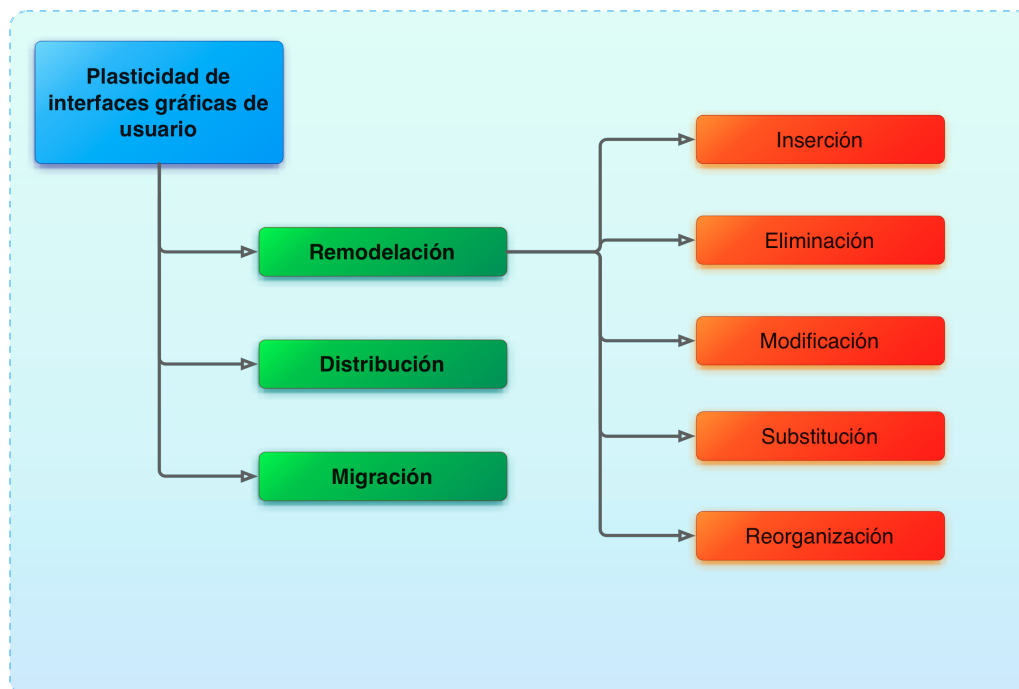 Plasticidad de
interfaces gráficas de
usuario
Remodelación
Distribución
Migración
Inserción
Eliminación
Modificación
Substitución
Reorganización